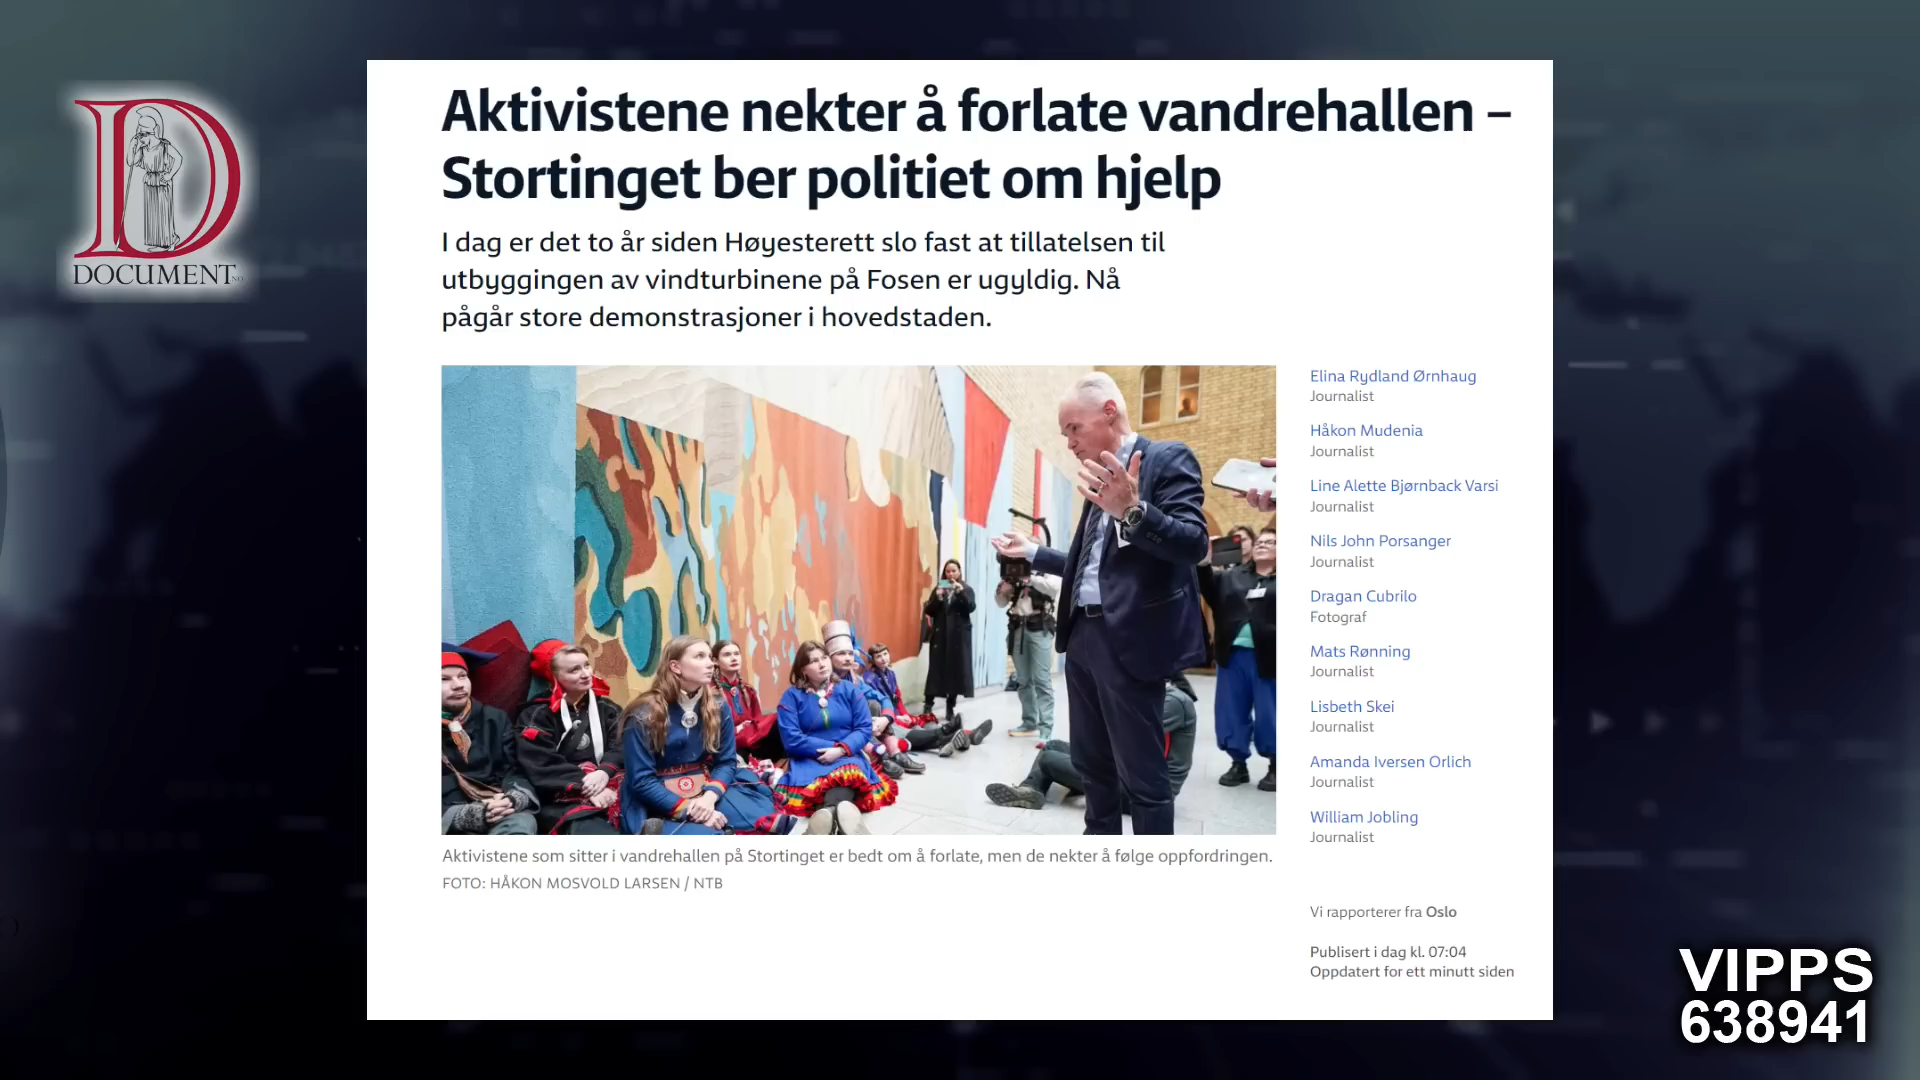 Aktivistene nekter å forlate vandrehallen –
Stortinget ber politiet om hjelp
I dag er det to år siden Høyesterett slo fast at tillatelsen til
utbyggingen av vindturbinene på Fosen er ugyldig. Nå
pågår store demonstrasjoner i hovedstaden.
Aktivistene som sitter i vandrehallen på Stortinget er bedt om å forlate, men de nekter å følge oppfordringen.
FOTO: HÅKON MOSVOLD LARSEN / NTB
Elina Rydland Ørnhaug
Journalist
Håkon Mudenia
Journalist
Line Alette Bjørnback Varsi
Journalist
Nils John Porsanger
Journalist
Dragan Cubrilo
Fotograf
Mats Rønning
Journalist
Lisbeth Skei
Journalist
Amanda Iversen Orlich
Journalist
William Jobling
Journalist
Vi rapporterer fra Oslo
Publisert i dag kl. 07:04
Oppdatert for ett minutt siden
D
DOCUMENT
VIPPS
638941